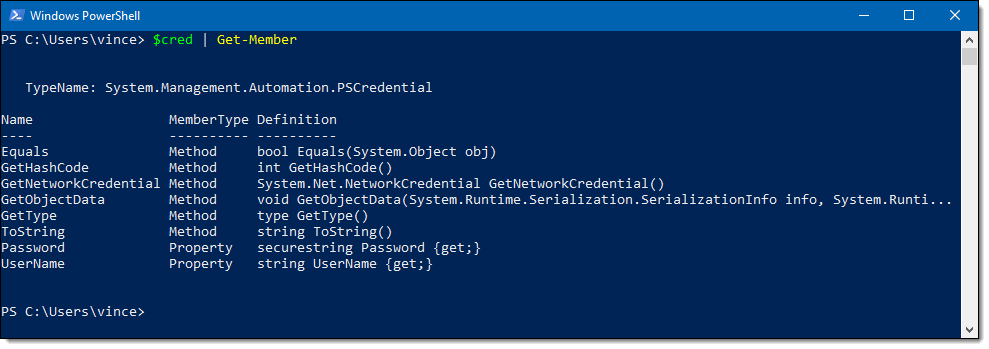 Windows PowerShell
PS C:\Users\vince> $cred | Get-Member
TypeName: System.Management.Automation.PSCredential
Name MemberType Definition
---- ---------- ----------
Equals Method bool Equals(System.Object obj)
GetHashCode Method int GetHashCode()
GetNetworkCredential Method System.Net.NetworkCredential GetNetworkCredential()
GetObjectData Method void GetObjectData(System.Runtime.Serialization.SerializationInfo info, System.Runti...
GetType Method type GetType()
ToString Method string ToString()
Password Property securestring Password {get;}
UserName Property string UserName {get;}
PS C:\Users\vince>